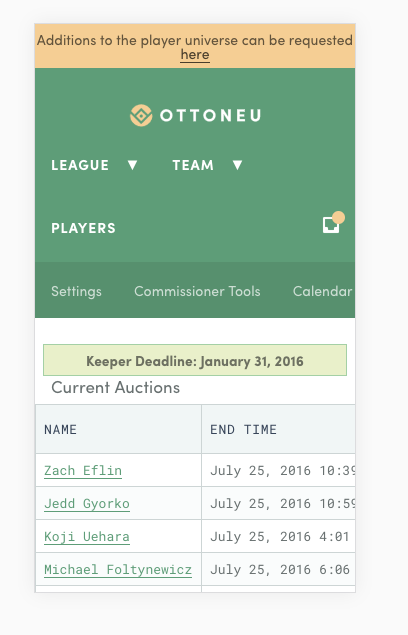 Additions to the player universe can be requested
here
OTTONEU
LEAGUE ▼ TEAM ▼
PLAYERS
Settings Commissioner Tools Calendar
Keeper Deadline: January 31, 2016
Current Auctions
NAME END TIME
Zach Eflin July 25, 2016 10:39
Jedd Gyorko July 25, 2016 10:59
Koji Uehara July 25, 2016 4:01
Michael Foltynewicz July 25, 2016 6:06